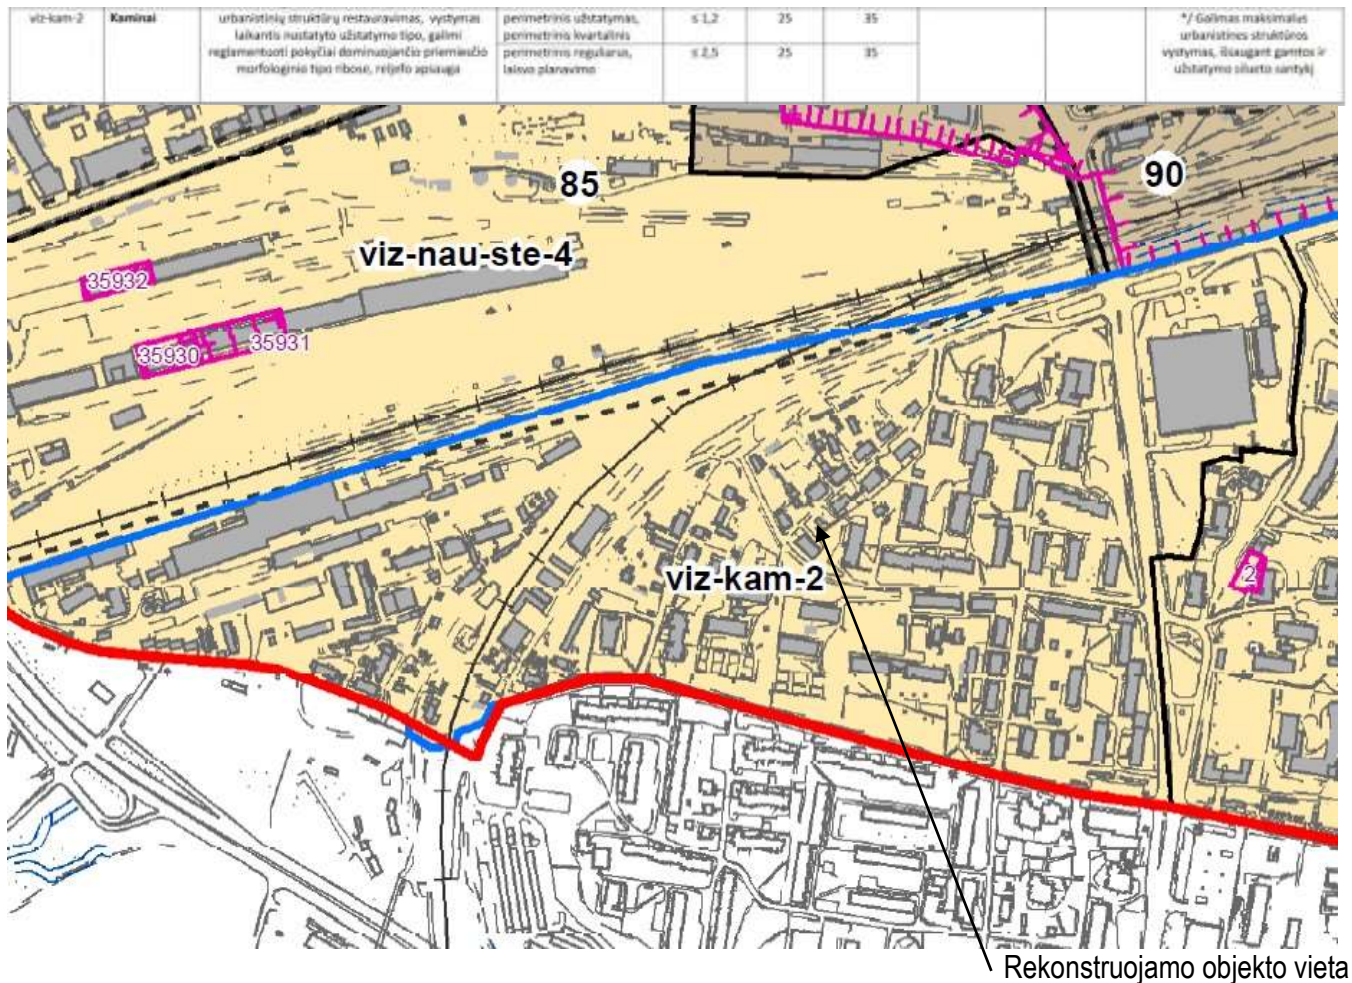 viz-kam-2
Kaminai
urbanistinių struktūrų restauravimas, vystymas
laikantis nustatyto užstatymo tipo, galimi
reglamentuoti pokyčiai dominuojančio priemiesčio
morfologinio tipo ribose, reljefo apsauga
perimetrinis užstatymas,
perimetrinis kvartalinis
≤ 1,2
25
35
perimetrinis reguliarus,
laisvo planavimo
≤ 2,5
25
35
*/ Galimas maksimalus
urbanistinės struktūros
vystymas, išsaugant gamtos ir
užstatymo silueto santykį
85
90
viz-nau-ste-4
35932
35930
35931
viz-kam-2
2
Rekonstruojamo objekto vieta